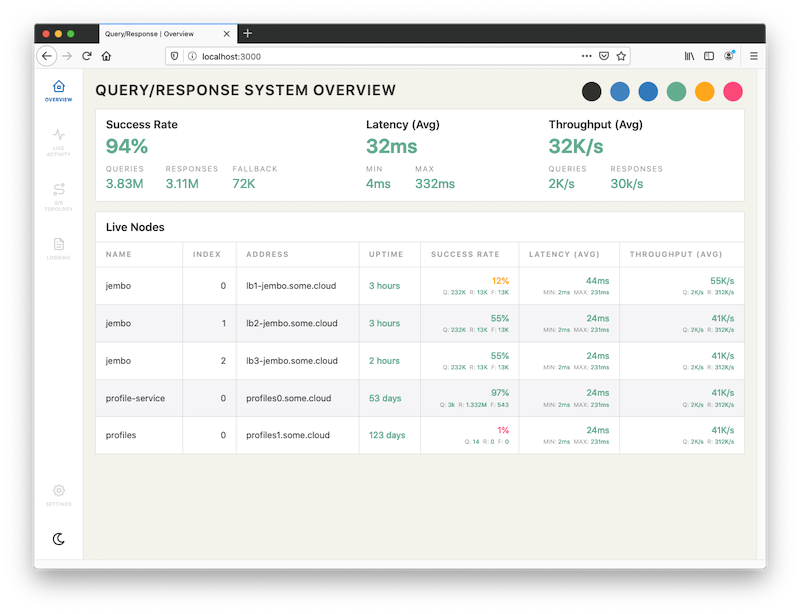 Query/Response | Overview
localhost:3000
OVERVIEW
LIVE
ACTIVITY
Q/R
TOPOLOGY
LOGGING
SETTINGS
QUERY/RESPONSE SYSTEM OVERVIEW
Success Rate
94%
QUERIES RESPONSES FALLBACK
3.83M 3.11M 72K
Latency (Avg)
32ms
MIN MAX
4ms 332ms
Throughput (Avg)
32K/s
QUERIES RESPONSES
2K/s 30k/s
Live Nodes
NAME INDEX ADDRESS UPTIME SUCCESS RATE LATENCY (AVG) THROUGHPUT (AVG)
jembo 0 lb1-jembo.some.cloud 3 hours 12% 44ms 55K/s
Q: 232K R: 13K F: 13K MIN: 2ms MAX: 231ms Q: 2K/s R: 312K/s
jembo 1 lb2-jembo.some.cloud 3 hours 55% 24ms 41K/s
Q: 232K R: 13K F: 13K MIN: 2ms MAX: 231ms Q: 2K/s R: 312K/s
jembo 2 lb3-jembo.some.cloud 2 hours 55% 24ms 41K/s
Q: 232K R: 13K F: 13K MIN: 2ms MAX: 231ms Q: 2K/s R: 312K/s
profile-service 0 profiles0.some.cloud 53 days 97% 24ms 41K/s
Q: 3k R: 1.332M F: 543 MIN: 2ms MAX: 231ms Q: 2K/s R: 312K/s
profiles 0 profiles1.some.cloud 123 days 1% 24ms 41K/s
Q: 14 R: 0 F: 0 MIN: 2ms MAX: 231ms Q: 2K/s R: 312K/s